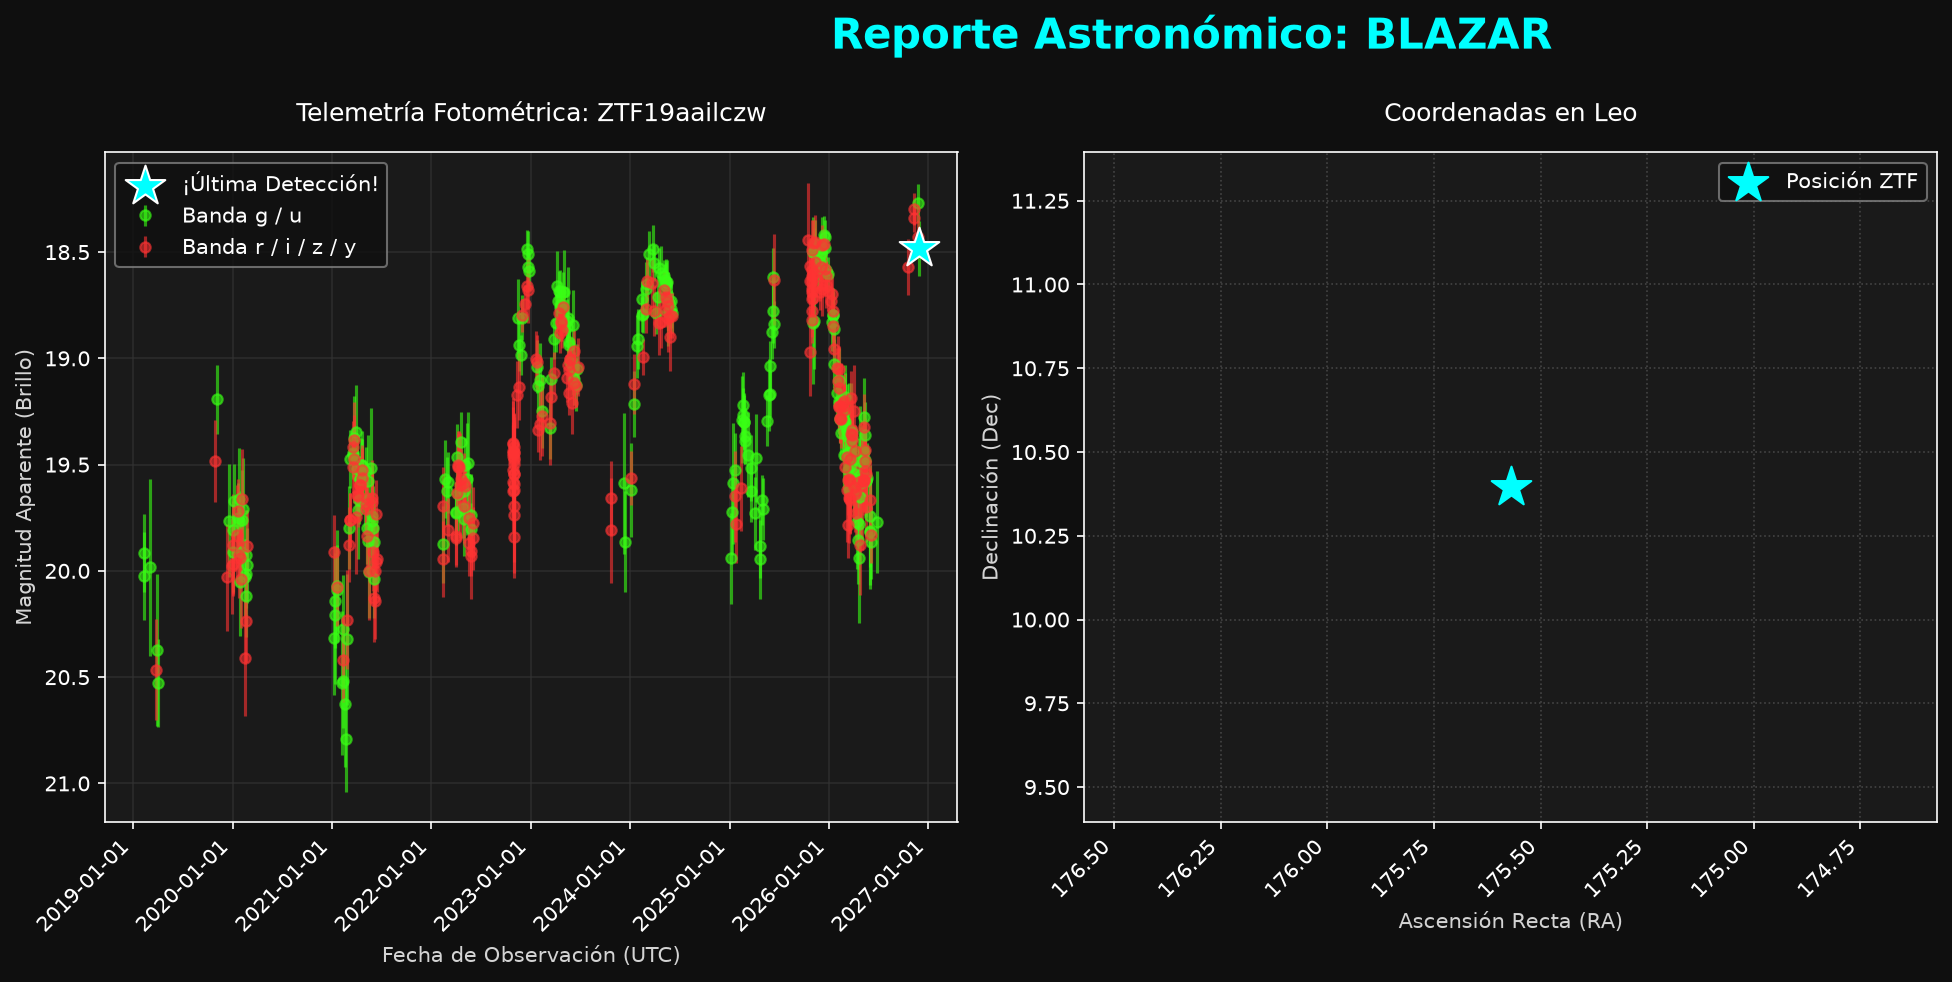 Reporte Astronómico: BLAZAR
Telemetría Fotométrica: ZTF19aailczw
¡Última Detección!
Banda g / u
Banda r / i / z / y
Magnitud Aparente (Brillo)
18.5
19.0
19.5
20.0
20.5
21.0
2019-01-01
2020-01-01
2021-01-01
2022-01-01
2023-01-01
2024-01-01
2025-01-01
2026-01-01
2027-01-01
Fecha de Observación (UTC)
Coordenadas en Leo
Posición ZTF
Declinación (Dec)
11.25
11.00
10.75
10.50
10.25
10.00
9.75
9.50
176.50
176.25
176.00
175.75
175.50
175.25
175.00
174.75
Ascensión Recta (RA)